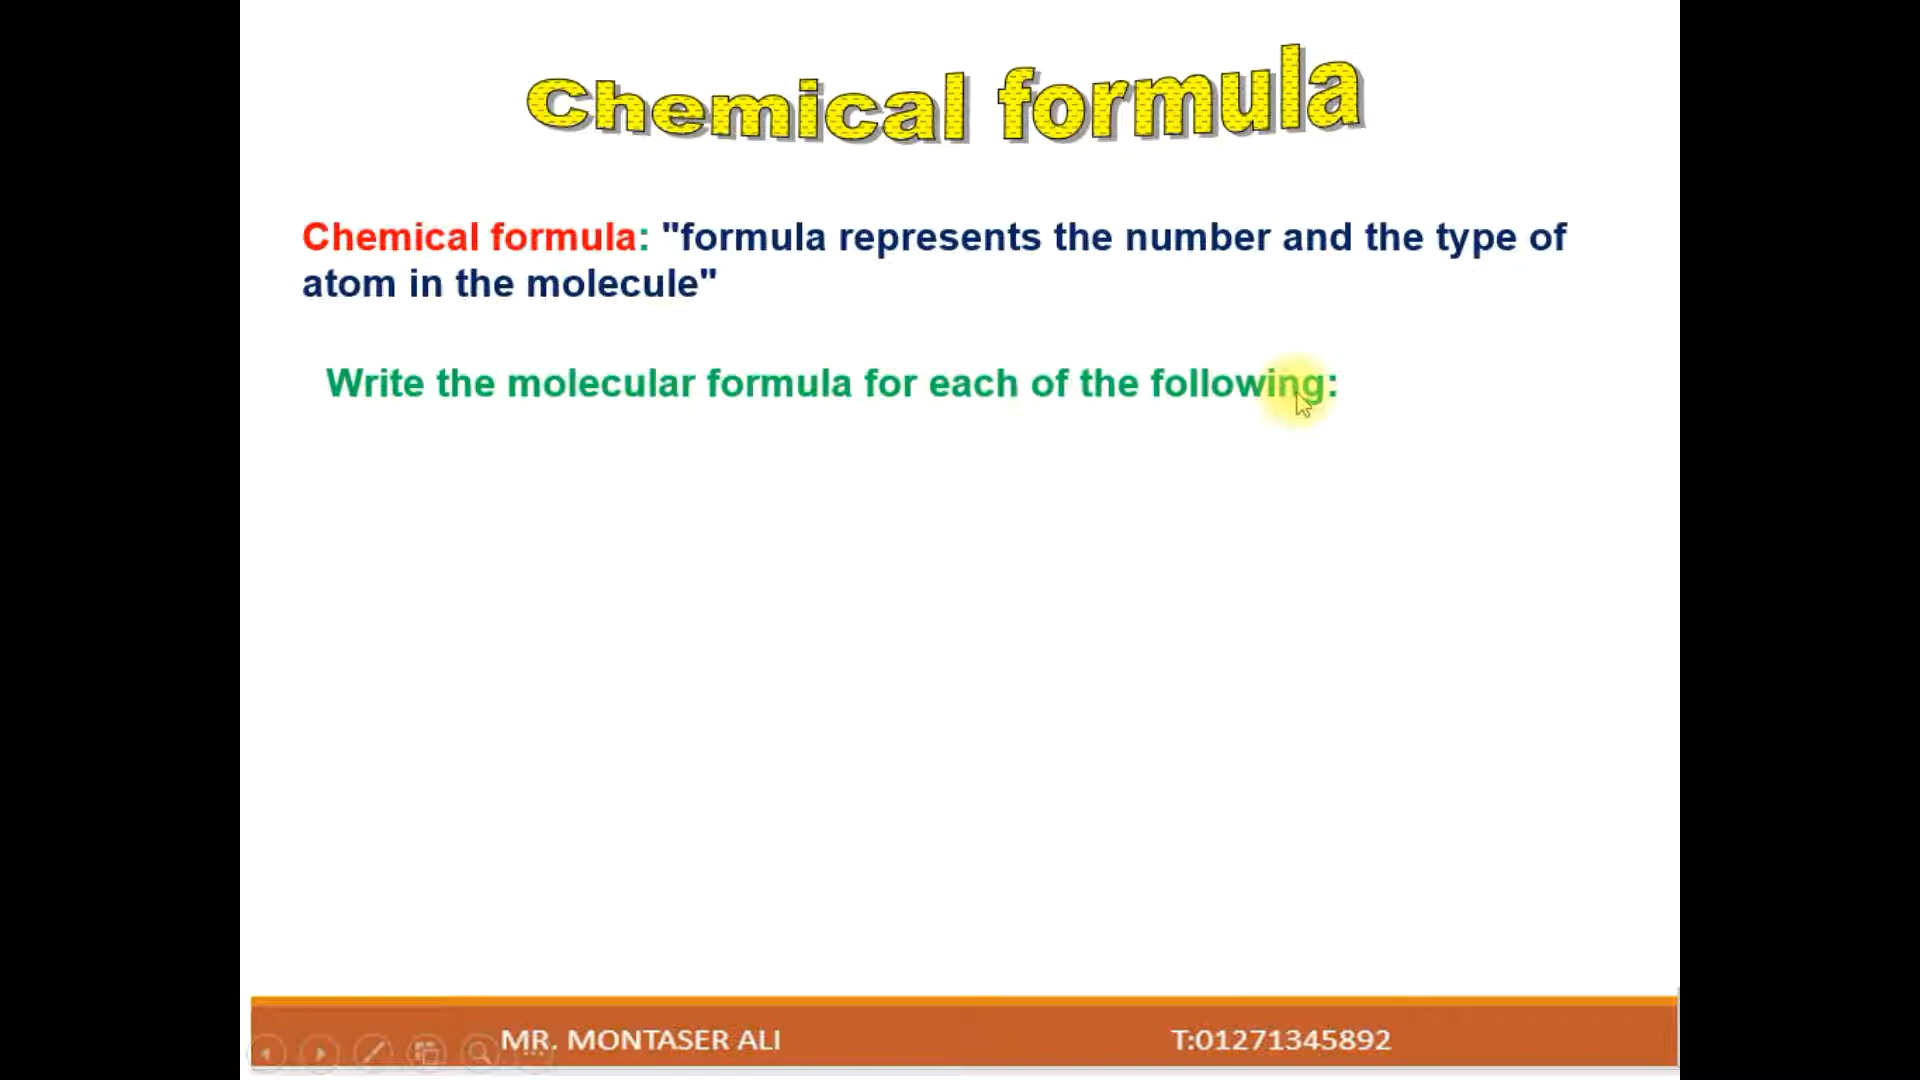 Chemical formula
Chemical formula: "formula represents the number and the type of
atom in the molecule"
Write the molecular formula for each of the following:
MR. MONTASER ALI
T:01271345892